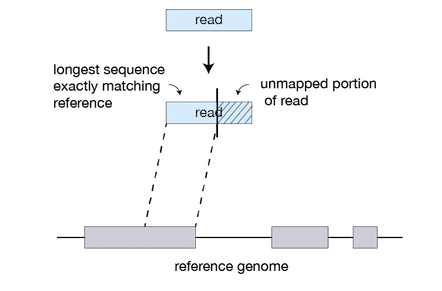 read
longest sequence
exactly matching
reference
unmapped portion
of read
read
reference genome